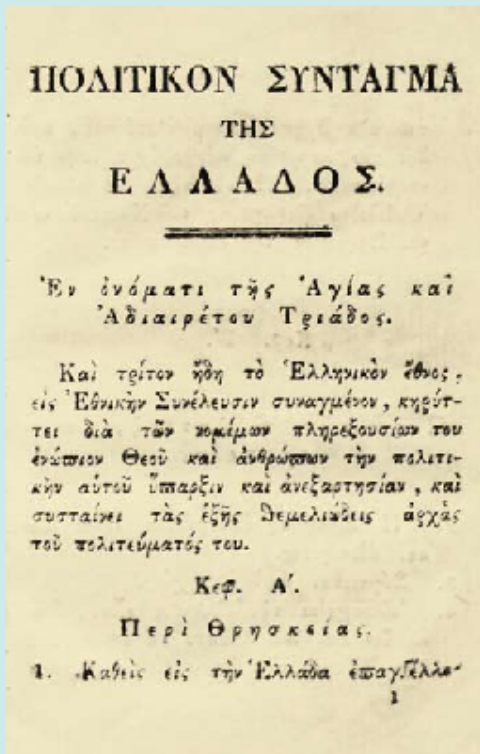 ΠΟΛΙΤΙΚΟΝ ΣΥΝΤΑΓΜΑ
ΤΗΣ
ΕΛΛΑΔΟΣ.
Ἐν ὀνόματι τῆς Ἁγίας καὶ
Ἀδιαιρέτου Τριάδος.
Καὶ τρίτον ἤδη τὸ Ἑλληνικὸν ἔθνος,
εἰς Ἐθνικὴν Συνέλευσιν συναγμένον, κηρύτ-
τει διὰ τῶν νομίμων πληρεξουσίων του
ἐνώπιον Θεοῦ καὶ ἀνθρώπων τὴν πολιτι-
κὴν αὑτοῦ ὕπαρξιν καὶ ἀνεξαρτησίαν, καὶ
συσταίνει τὰς ἑξῆς θεμελιώδεις ἀρχὰς
τοῦ πολιτεύματός του.
Κεφ. Α΄.
Περὶ Θρησκείας.
1. Καθεὶς εἰς τὴν Ἑλλάδα ἐπαγγέλλε-
1